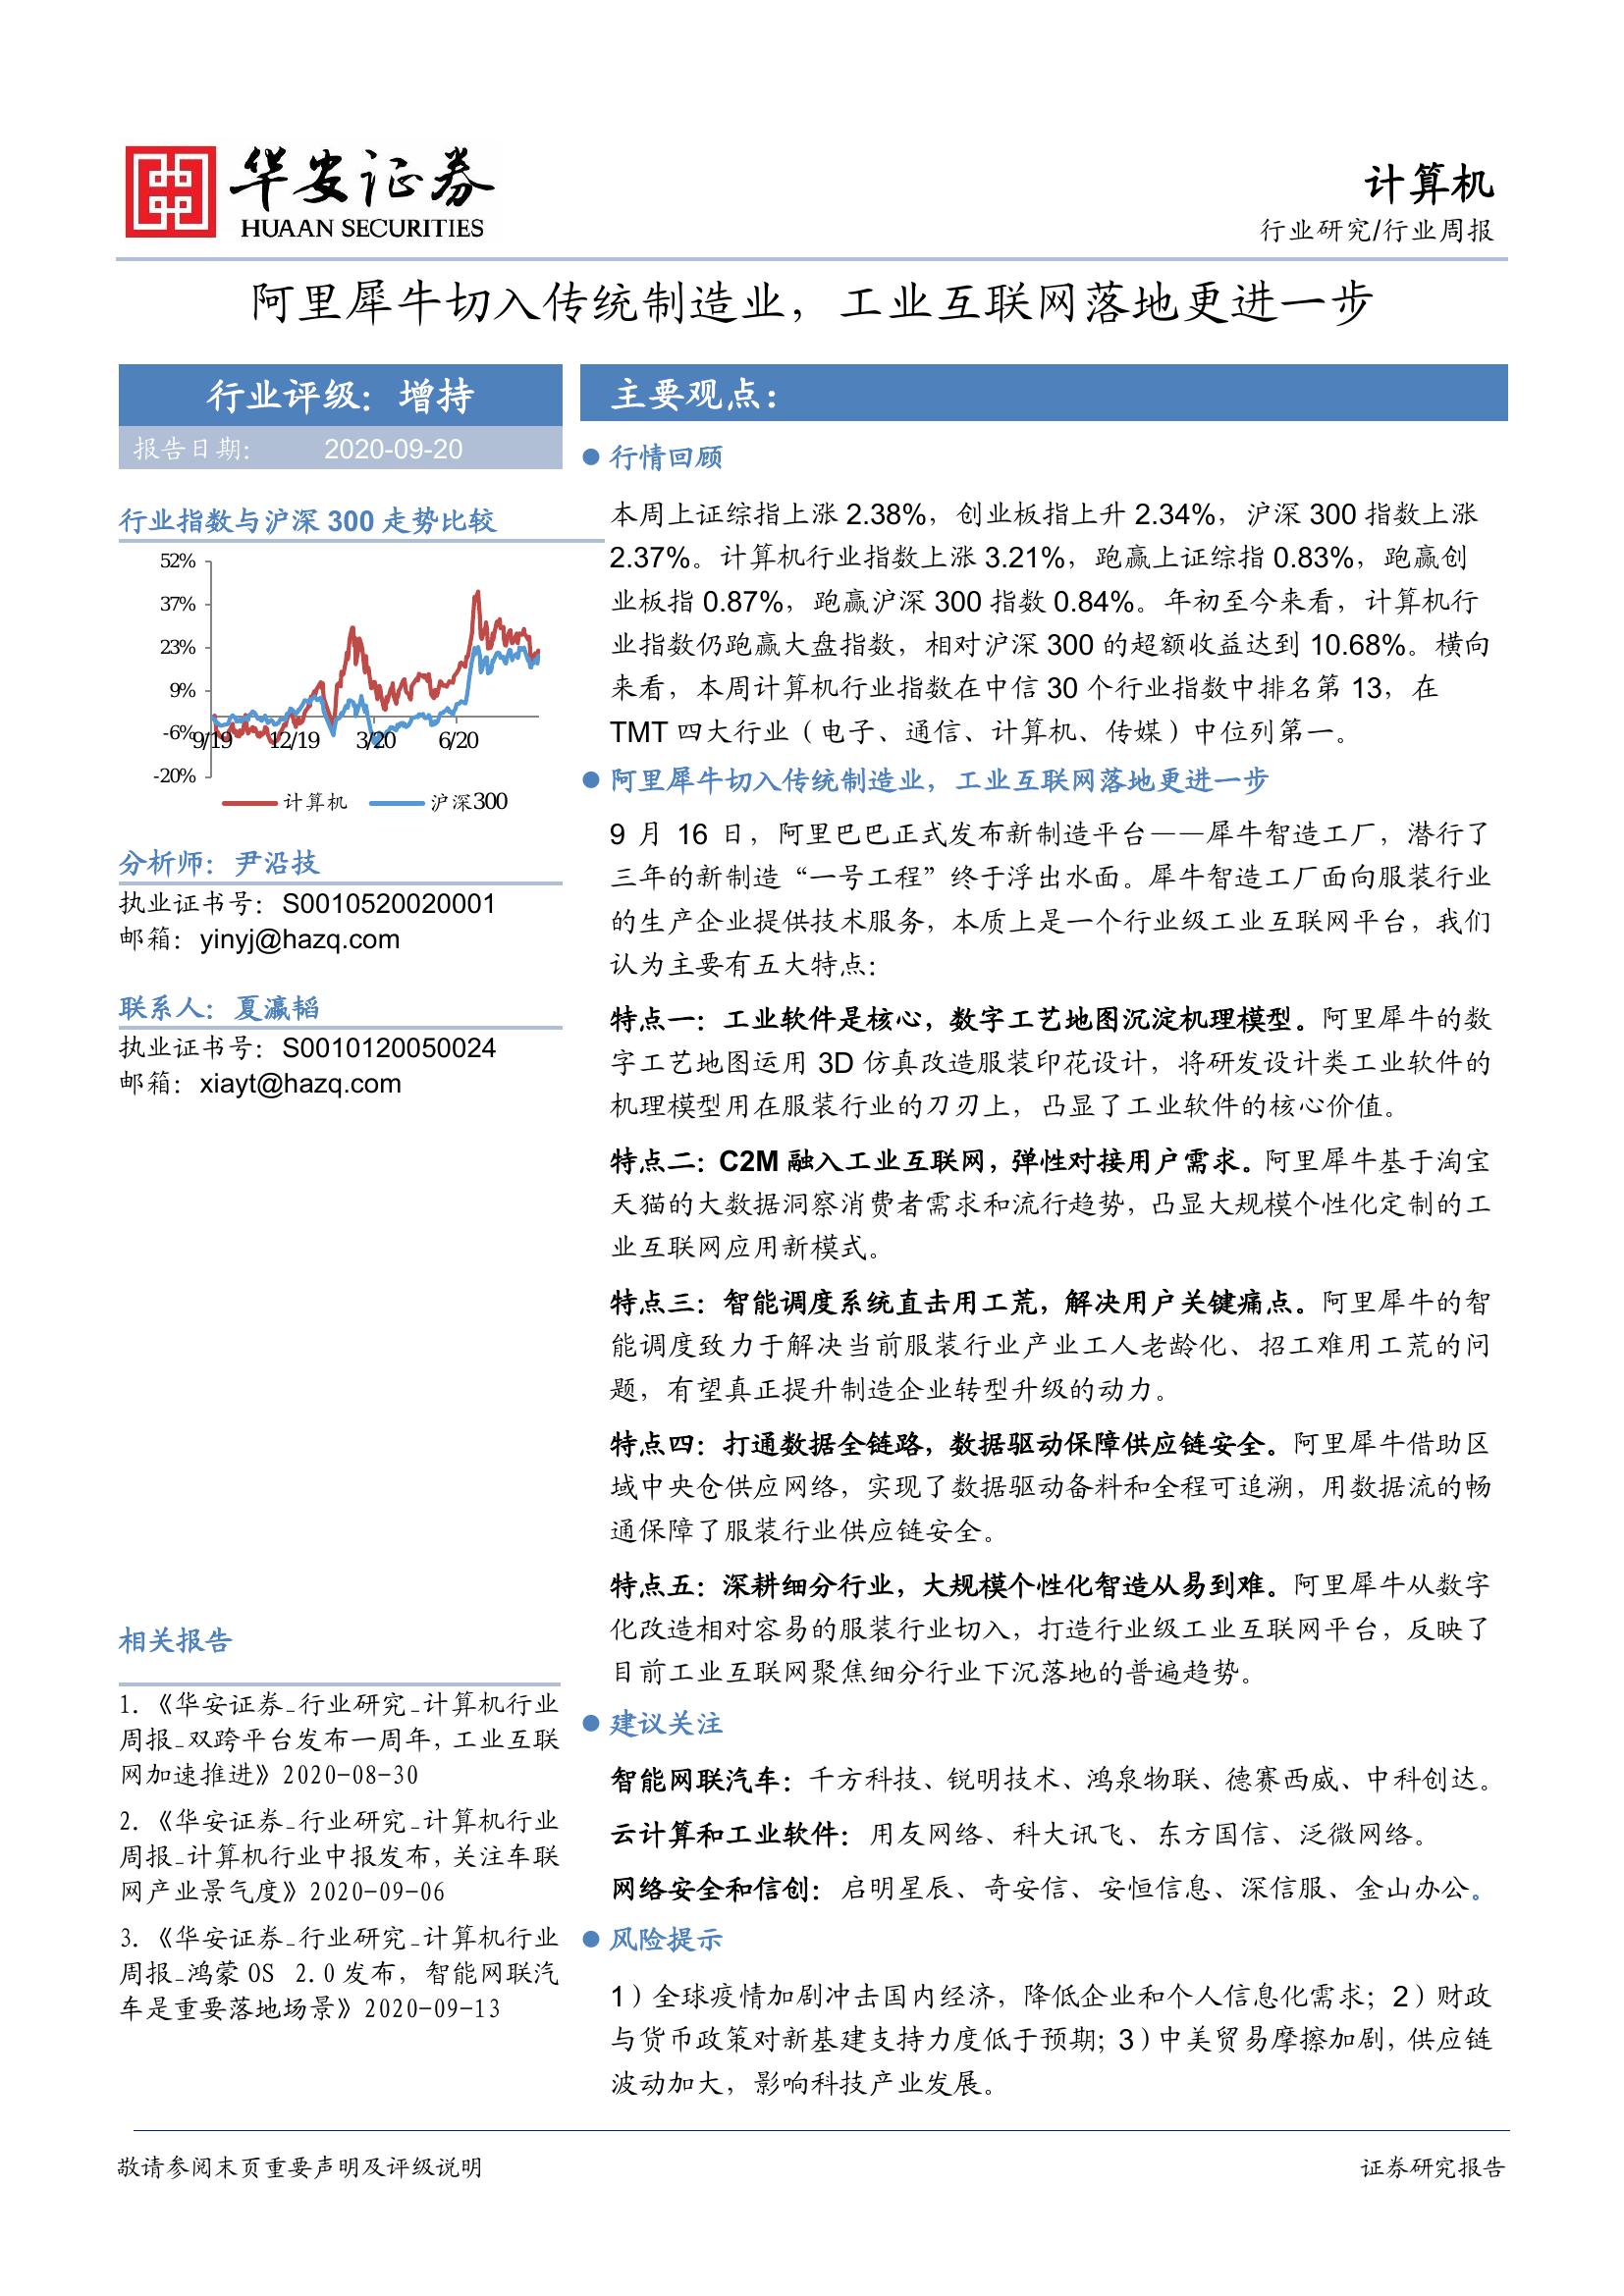 华安证券
HUAAN SECURITIES
计算机
行业研究/行业周报
阿里犀牛切入传统制造业，工业互联网落地更进一步
行业评级：增持
报告日期： 2020-09-20
行业指数与沪深 300 走势比较
52%
37%
23%
9%
-6%
-20%
9/19 12/19 3/20 6/20
计算机 沪深300
分析师：尹沿技
执业证书号：S0010520020001
邮箱：yinyj@hazq.com
联系人：夏瀛韬
执业证书号：S0010120050024
邮箱：xiayt@hazq.com
相关报告
1.《华安证券_行业研究_计算机行业
周报_双跨平台发布一周年，工业互联
网加速推进》2020-08-30
2.《华安证券_行业研究_计算机行业
周报_计算机行业中报发布，关注车联
网产业景气度》2020-09-06
3.《华安证券_行业研究_计算机行业
周报_鸿蒙 OS 2.0 发布，智能网联汽
车是重要落地场景》2020-09-13
主要观点：
● 行情回顾
本周上证综指上涨 2.38%，创业板指上升 2.34%，沪深 300 指数上涨
2.37%。计算机行业指数上涨 3.21%，跑赢上证综指 0.83%，跑赢创
业板指 0.87%，跑赢沪深 300 指数 0.84%。年初至今来看，计算机行
业指数仍跑赢大盘指数，相对沪深 300 的超额收益达到 10.68%。横向
来看，本周计算机行业指数在中信 30 个行业指数中排名第 13，在
TMT 四大行业（电子、通信、计算机、传媒）中位列第一。
● 阿里犀牛切入传统制造业，工业互联网落地更进一步
9 月 16 日，阿里巴巴正式发布新制造平台——犀牛智造工厂，潜行了
三年的新制造“一号工程”终于浮出水面。犀牛智造工厂面向服装行业
的生产企业提供技术服务，本质上是一个行业级工业互联网平台，我们
认为主要有五大特点：
特点一：工业软件是核心，数字工艺地图沉淀机理模型。阿里犀牛的数
字工艺地图运用 3D 仿真改造服装印花设计，将研发设计类工业软件的
机理模型用在服装行业的刀刃上，凸显了工业软件的核心价值。
特点二：C2M 融入工业互联网，弹性对接用户需求。阿里犀牛基于淘宝
天猫的大数据洞察消费者需求和流行趋势，凸显大规模个性化定制的工
业互联网应用新模式。
特点三：智能调度系统直击用工荒，解决用户关键痛点。阿里犀牛的智
能调度致力于解决当前服装行业产业工人老龄化、招工难用工荒的问
题，有望真正提升制造企业转型升级的动力。
特点四：打通数据全链路，数据驱动保障供应链安全。阿里犀牛借助区
域中央仓供应网络，实现了数据驱动备料和全程可追溯，用数据流的畅
通保障了服装行业供应链安全。
特点五：深耕细分行业，大规模个性化智造从易到难。阿里犀牛从数字
化改造相对容易的服装行业切入，打造行业级工业互联网平台，反映了
目前工业互联网聚焦细分行业下沉落地的普遍趋势。
● 建议关注
智能网联汽车：千方科技、锐明技术、鸿泉物联、德赛西威、中科创达。
云计算和工业软件：用友网络、科大讯飞、东方国信、泛微网络。
网络安全和信创：启明星辰、奇安信、安恒信息、深信服、金山办公。
● 风险提示
1）全球疫情加剧冲击国内经济，降低企业和个人信息化需求；2）财政
与货币政策对新基建支持力度低于预期；3）中美贸易摩擦加剧，供应链
波动加大，影响科技产业发展。
敬请参阅末页重要声明及评级说明
证券研究报告